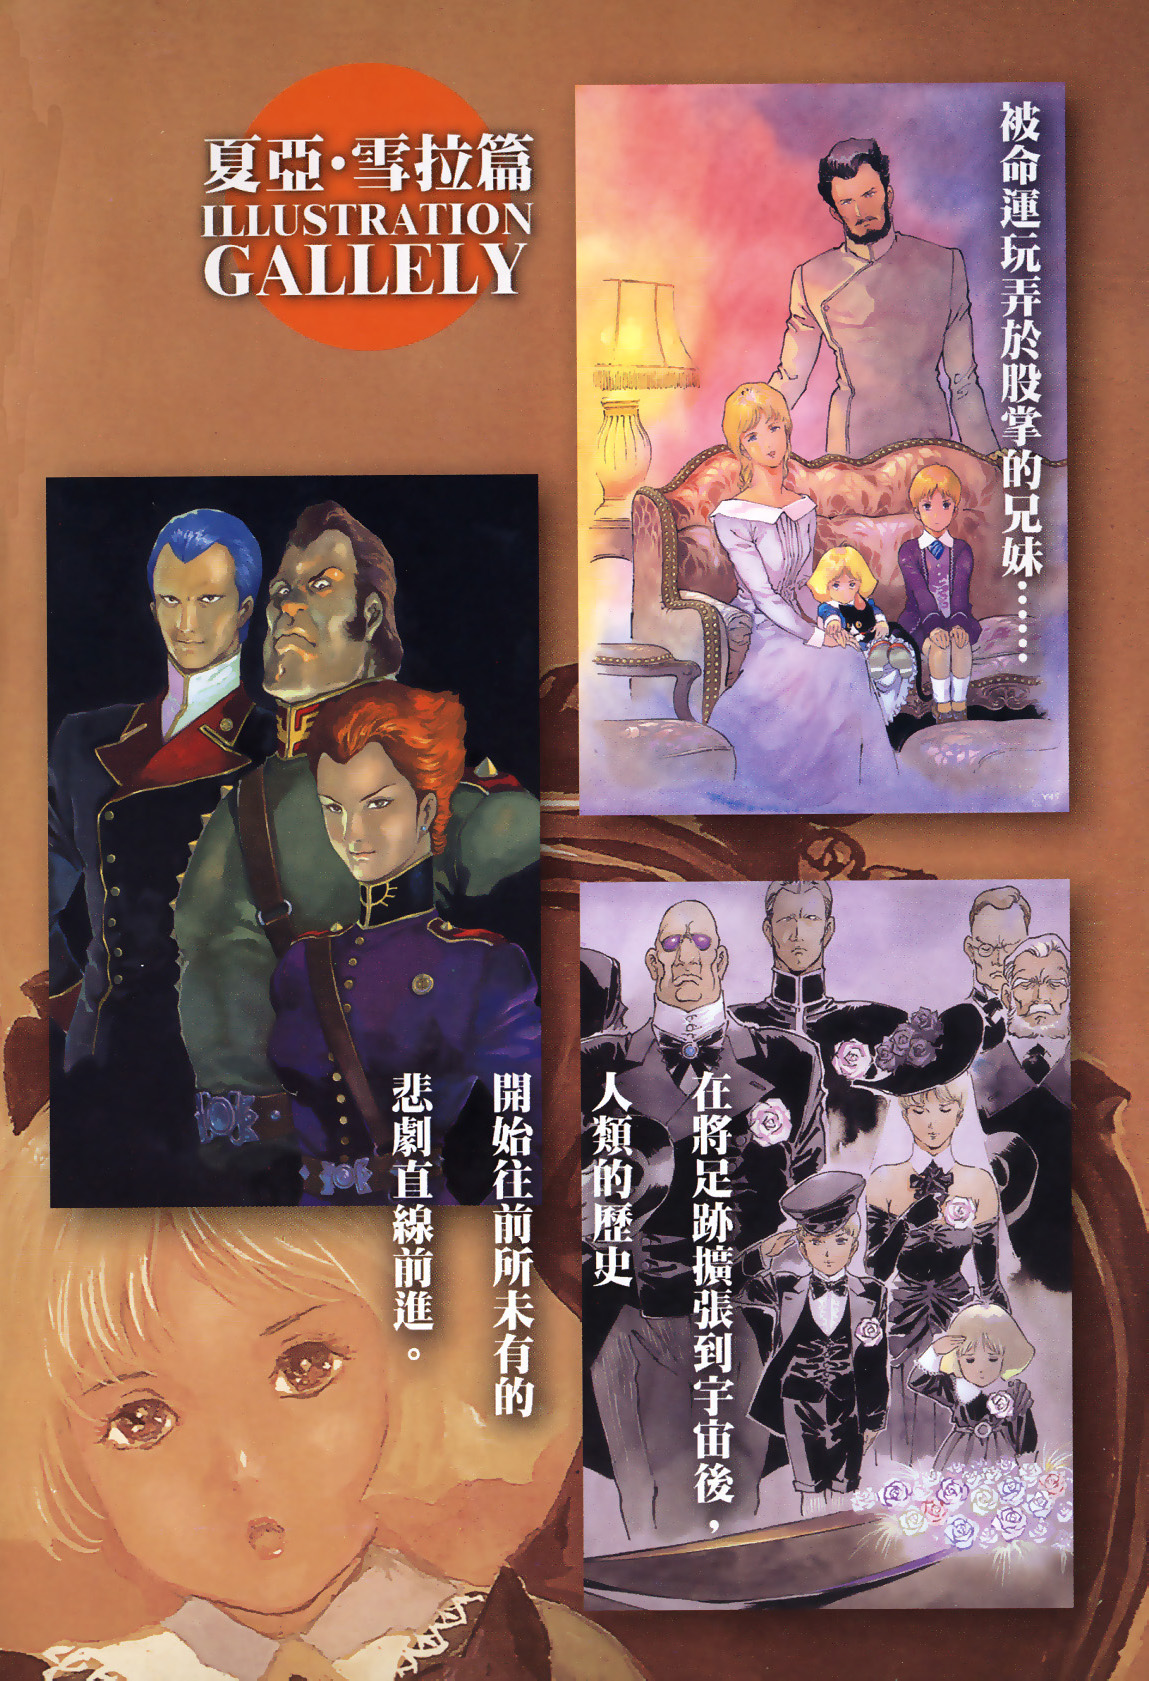 夏亞·雪拉篇
ILLUSTRATION
GALLELY
被命運玩弄於股掌的兄妹⋯⋯
在將足跡擴張到宇宙後，
人類的歷史
開始往前所未有的
悲劇直線前進。
YAS